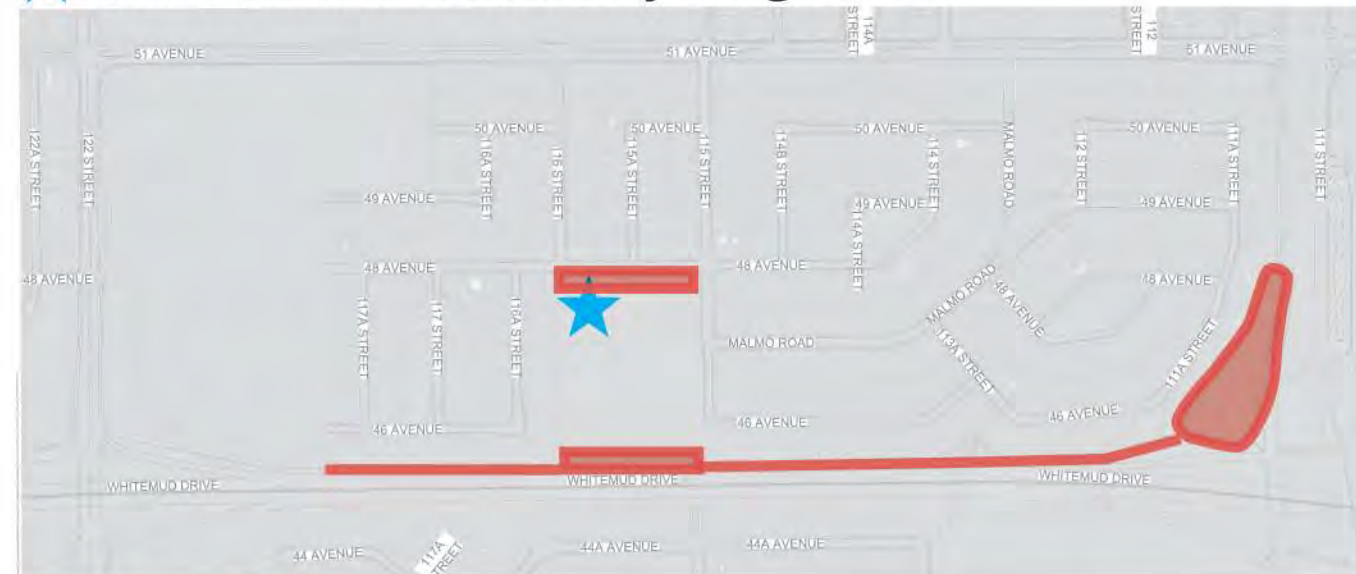 114A STREET
112 STREET
51 AVENUE
51 AVENUE
51 AVENUE
50 AVENUE
50 AVENUE
50 AVENUE
50 AVENUE
122A STREET
122 STREET
116A STREET
116 STREET
115A STREET
115 STREET
114B STREET
114 STREET
MALMO ROAD
112 STREET
111A STREET
111 STREET
49 AVENUE
49 AVENUE
49 AVENUE
114A STREET
48 AVENUE
48 AVENUE
48 AVENUE
48 AVENUE
48 AVENUE
MALMO ROAD
117A STREET
117 STREET
116A STREET
MALMO ROAD
113A STREET
111A STREET
46 AVENUE
46 AVENUE
46 AVENUE
WHITEMUD DRIVE
WHITEMUD DRIVE
WHITEMUD DRIVE
44 AVENUE
117A STREET
44A AVENUE
44A AVENUE